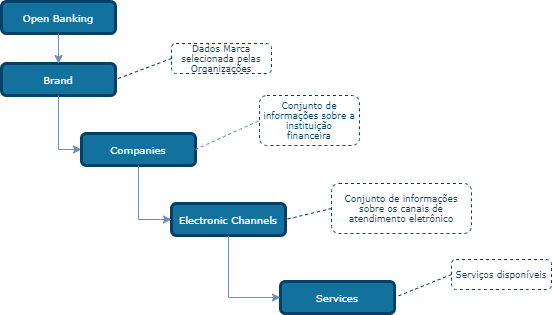 Open Banking
Brand
Dados Marca
selecionada pelas
Organizações
Companies
Conjunto de
informações sobre a
instituição
financeira
Electronic Channels
Conjunto de informações
sobre os canais de
atendimento eletrônico
Services
Serviços disponíveis